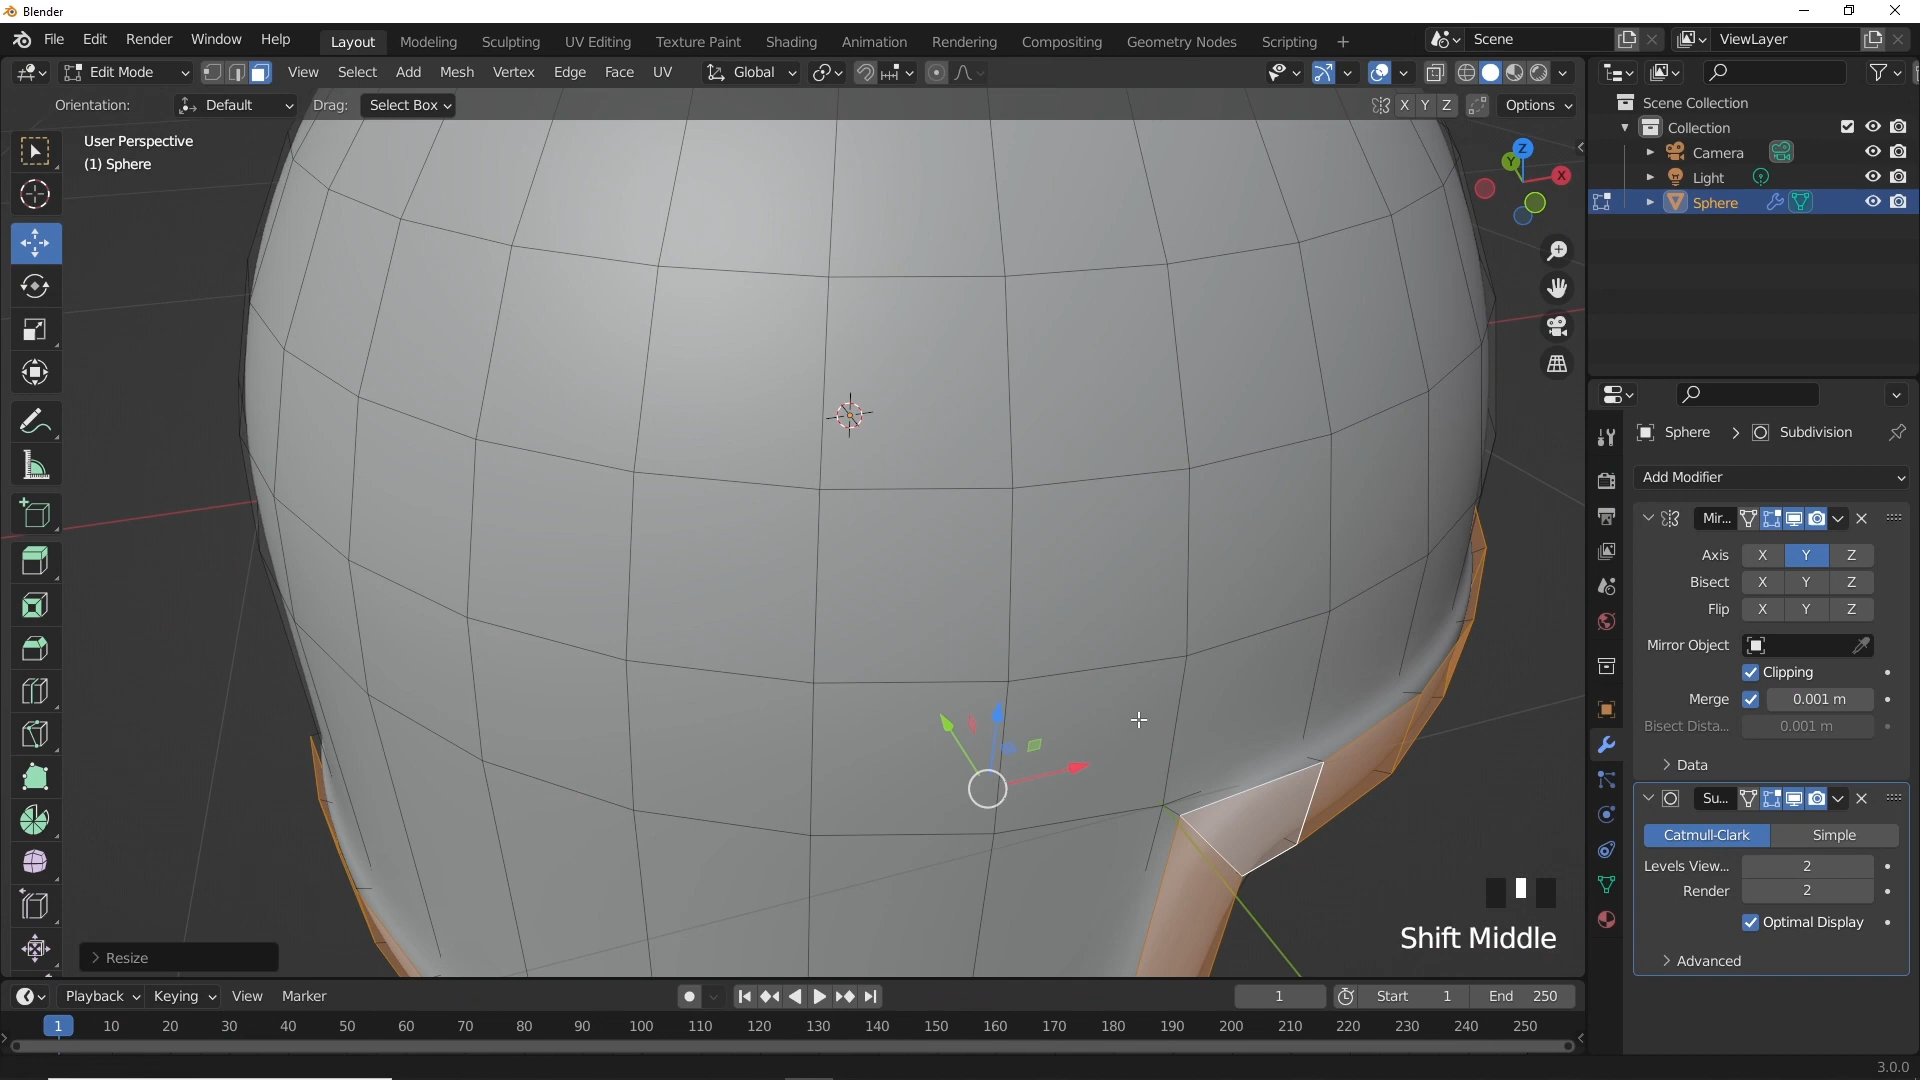 Blender
File Edit Render Window Help Layout Modeling Sculpting UV Editing Texture Paint Shading Animation Rendering Compositing Geometry Nodes Scripting + Scene ViewLayer
Edit Mode View Select Add Mesh Vertex Edge Face UV Global
Orientation: Default Drag: Select Box X Y Z Options
User Perspective
(1) Sphere
Z
Y
X
Scene Collection
Collection
Camera
Light
Sphere
Sphere > Subdivision
Add Modifier
Mir...
Axis X Y Z
Bisect X Y Z
Flip X Y Z
Mirror Object
Clipping
Merge 0.001 m
Bisect Dista... 0.001 m
Data
Su...
Catmull-Clark Simple
Levels View... 2
Render 2
Optimal Display
Advanced
Shift Middle
Resize
Playback Keying View Marker 1 Start 1 End 250
1 10 20 30 40 50 60 70 80 90 100 110 120 130 140 150 160 170 180 190 200 210 220 230 240 250
3.0.0